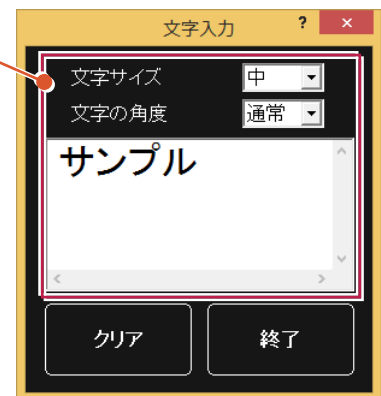 文字入力 ? ×
文字サイズ 中
文字の角度 通常
サンプル
クリア 終了